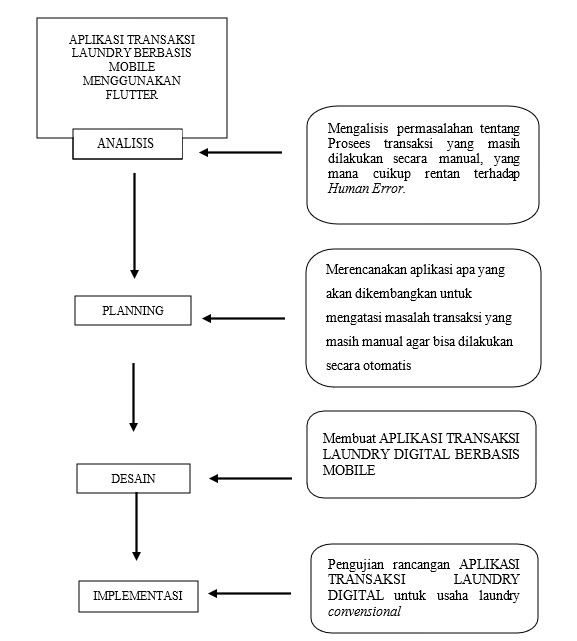 APLIKASI TRANSAKSI
LAUNDRY BERBASIS
MOBILE
MENGGUNAKAN
FLUTTER
ANALISIS
Mengalisis permasalahan tentang
Prosees transaksi yang masih
dilakukan secara manual, yang
mana cuikup rentan terhadap
Human Error.
PLANNING
Merencanakan aplikasi apa yang
akan dikembangkan untuk
mengatasi masalah transaksi yang
masih manual agar bisa dilakukan
secara otomatis
DESAIN
Membuat APLIKASI TRANSAKSI
LAUNDRY DIGITAL BERBASIS
MOBILE
IMPLEMENTASI
Pengujian rancangan APLIKASI
TRANSAKSI LAUNDRY
DIGITAL untuk usaha laundry
convensional